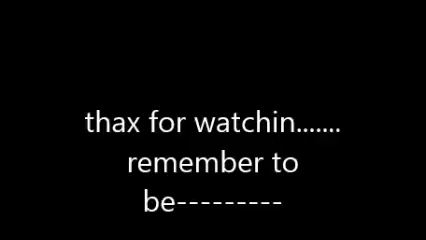 thax for watchin.......
remember to
be---------